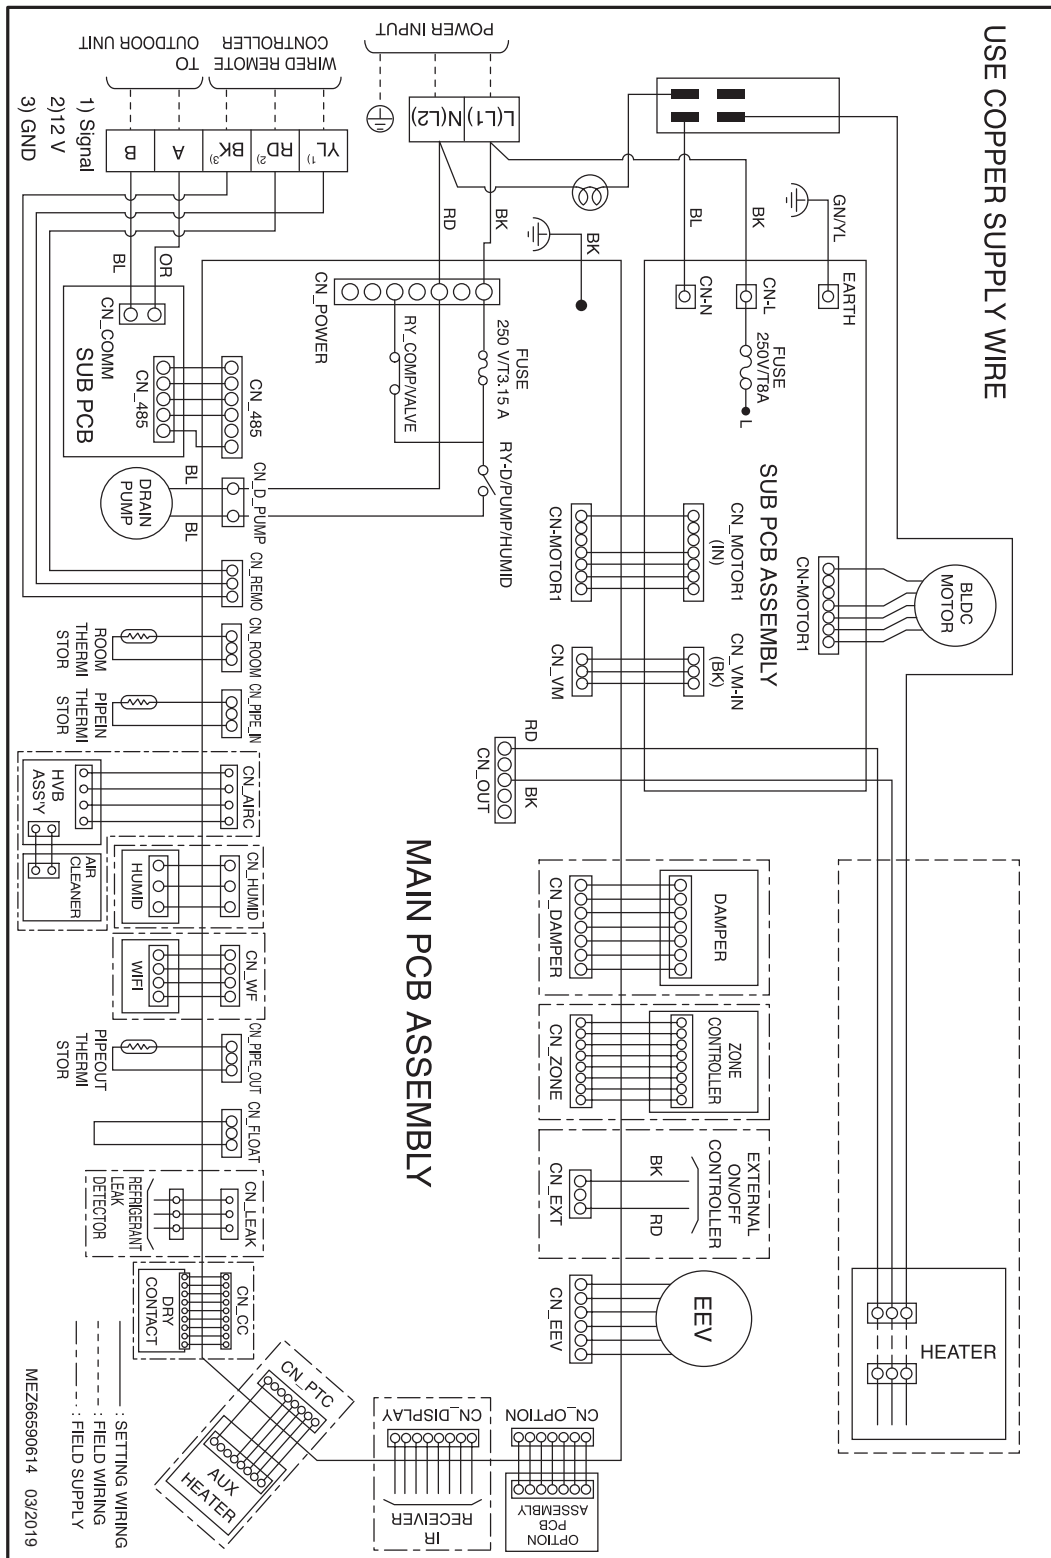 USE COPPER SUPPLY WIRE
POWER INPUT
L(L1)
N(L2)
WIRED REMOTE
CONTROLLER
TO
OUTDOOR UNIT
YL 1)
RD 2)
BK 3)
A
B
1) Signal
2)12 V
3) GND
RD
BK
BK
BL
BK
GN/YL
BL
OR
CN_COMM
SUB PCB
CN_485
CN_485
CN_POWER
RY_COMP/VALVE
FUSE
250 V/T3.15 A
RY-D/PUMP/HUMID
CN-N
CN-L
EARTH
FUSE
250V/T8A
L
SUB PCB ASSEMBLY
DRAIN
PUMP
BL
BL
CN_D_PUMP
CN_REMO
CN-MOTOR1
CN_MOTOR1
(IN)
CN-MOTOR1
BLDC
MOTOR
CN_VM
CN_VM-IN
(BK)
ROOM
THERMI
STOR
CN_ROOM
PIPEIN
THERMI
STOR
CN_PIPE_IN
RD
BK
CN_OUT
HVB
ASS'Y
CN_AIRC
AIR
CLEANER
HUMID
CN_HUMID
WIFI
CN_WF
MAIN PCB ASSEMBLY
CN_DAMPER
DAMPER
CN_ZONE
ZONE
CONTROLLER
PIPEOUT
THERMI
STOR
CN_PIPE_OUT
CN_FLOAT
EXTERNAL
ON/OFF
CONTROLLER
BK
RD
CN_EXT
REFRIGERANT
LEAK
DETECTOR
CN_LEAK
DRY
CONTACT
CN_CC
CN_EEV
EEV
HEATER
CN_PTC
AUX
HEATER
CN_DISPLAY
IR
RECEIVER
CN_OPTION
OPTION
PCB
ASSEMBLY
: SETTING WIRING
: FIELD WIRING
: FIELD SUPPLY
MEZ66590614 03/2019